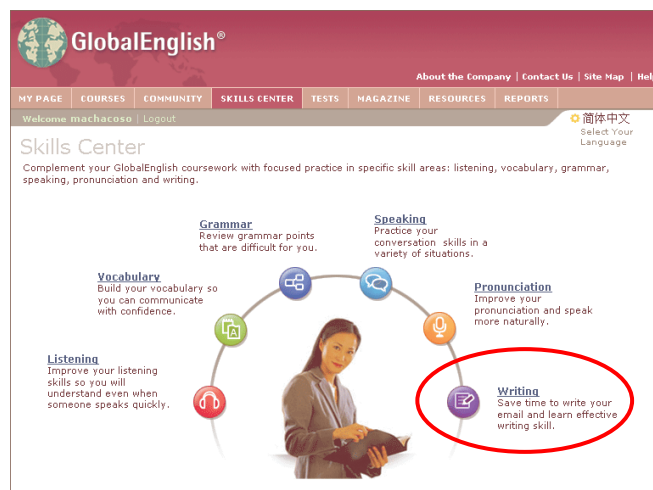 GlobalEnglish®
About the Company | Contact Us | Site Map | Hel
MY PAGE COURSES COMMUNITY SKILLS CENTER TESTS MAGAZINE RESOURCES REPORTS
Welcome machacoso | Logout
简体中文
Select Your
Language
Skills Center
Complement your GlobalEnglish coursework with focused practice in specific skill areas: listening, vocabulary, grammar,
speaking, pronunciation and writing.
Grammar
Review grammar points
that are difficult for you.
Speaking
Practice your
conversation skills in a
variety of situations.
Vocabulary
Build your vocabulary so
you can communicate
with confidence.
Pronunciation
Improve your
pronunciation and speak
more naturally.
Listening
Improve your listening
skills so you will
understand even when
someone speaks quickly.
Writing
Save time to write your
email and learn effective
writing skill.